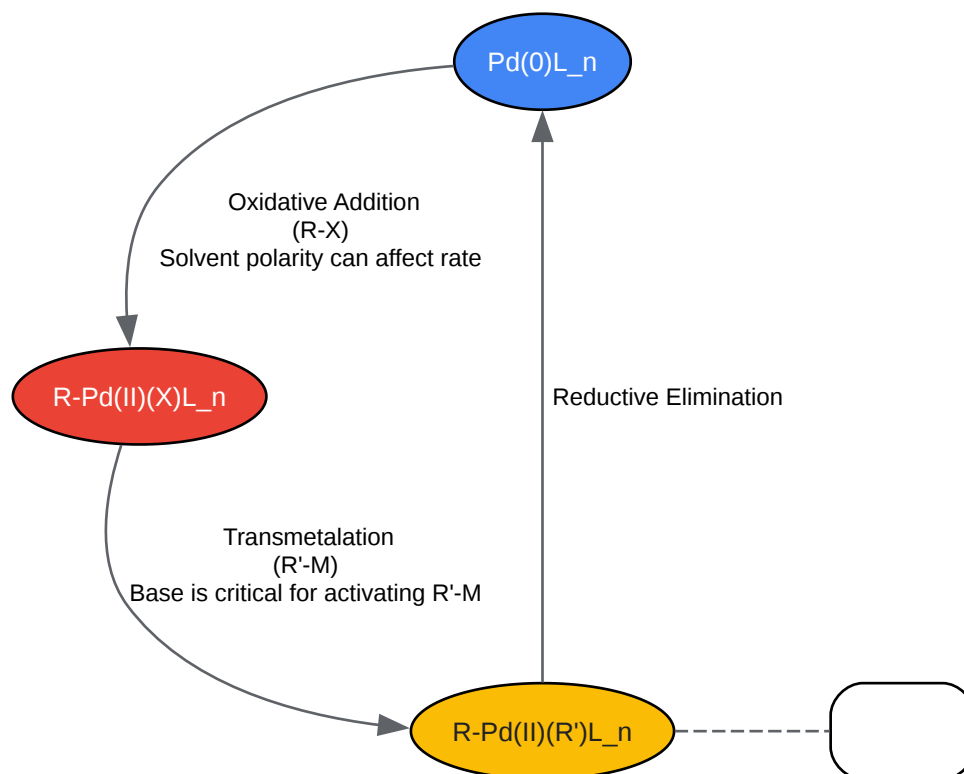 Pd(0)L_n
Oxidative Addition
(R-X)
Solvent polarity can affect rate
R-Pd(II)(X)L_n
Reductive Elimination
Transmetalation
(R'-M)
Base is critical for activating R'-M
R-Pd(II)(R')L_n